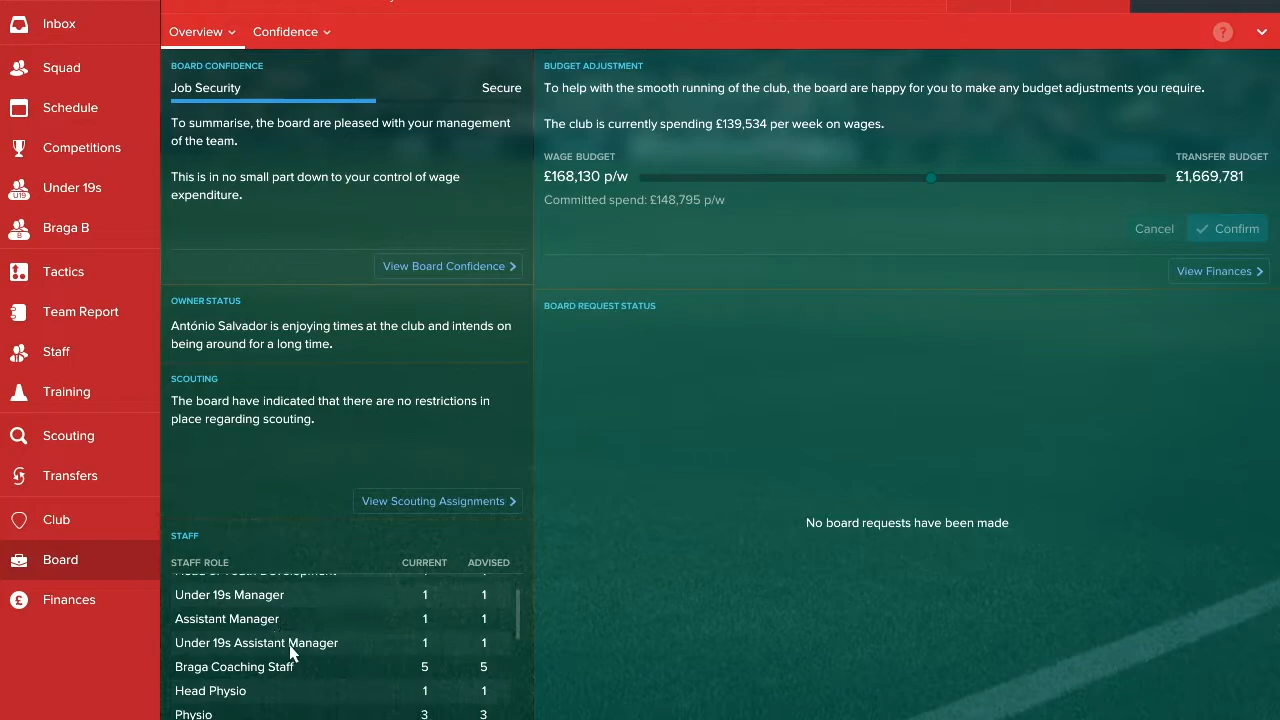 Inbox
Squad
Schedule
Competitions
Under 19s
Braga B
Tactics
Team Report
Staff
Training
Scouting
Transfers
Club
Board
Finances
U19
B
Overview
Confidence
?
BOARD CONFIDENCE
Job Security
Secure
To summarise, the board are pleased with your management
of the team.
This is in no small part down to your control of wage
expenditure.
View Board Confidence
OWNER STATUS
António Salvador is enjoying times at the club and intends on
being around for a long time.
SCOUTING
The board have indicated that there are no restrictions in
place regarding scouting.
View Scouting Assignments
STAFF
STAFF ROLE CURRENT ADVISED
Under 19s Manager 1 1
Assistant Manager 1 1
Under 19s Assistant Manager 1 1
Braga Coaching Staff 5 5
Head Physio 1 1
Physio 3 3
BUDGET ADJUSTMENT
To help with the smooth running of the club, the board are happy for you to make any budget adjustments you require.
The club is currently spending £139,534 per week on wages.
WAGE BUDGET TRANSFER BUDGET
£168,130 p/w £1,669,781
Committed spend: £148,795 p/w
Cancel Confirm
View Finances
BOARD REQUEST STATUS
No board requests have been made